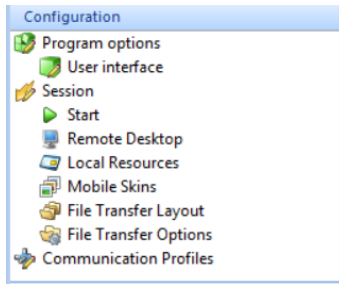 Configuration
Program options
User interface
Session
Start
Remote Desktop
Local Resources
Mobile Skins
File Transfer Layout
File Transfer Options
Communication Profiles